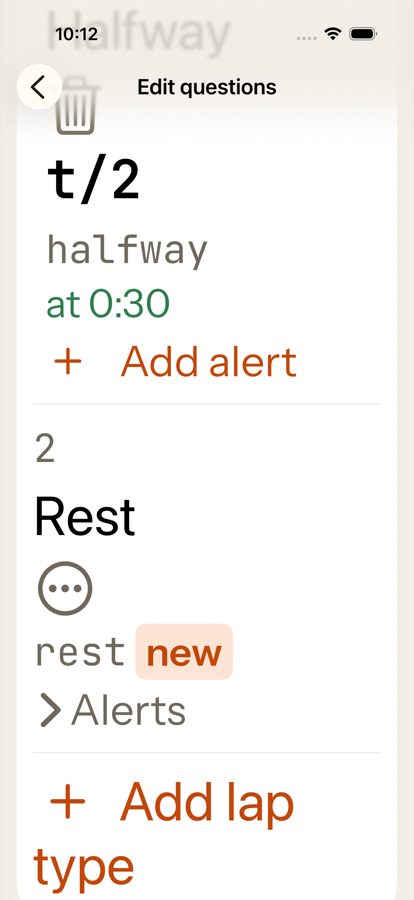 Halfway
10:12
Edit questions
t/2
halfway
at 0:30
+ Add alert
2
Rest
rest new
Alerts
+ Add lap
type